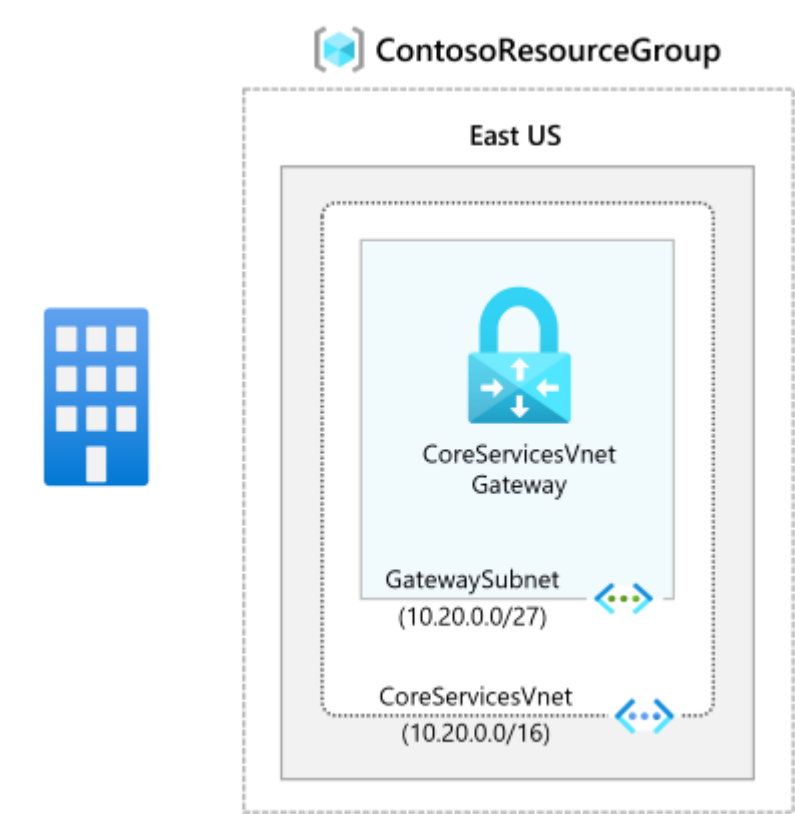 ContosoResourceGroup
East US
CoreServicesVnet
Gateway
GatewaySubnet
(10.20.0.0/27)
CoreServicesVnet
(10.20.0.0/16)